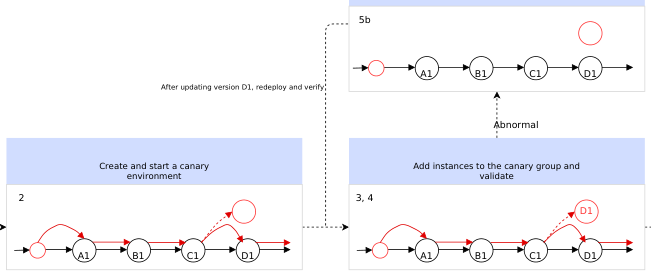 5b
A1
B1
C1
D1
After updating version D1, redeploy and verify
Abnormal
Create and start a canary
environment
2
A1
B1
C1
D1
Add instances to the canary group and
validate
3, 4
D1
A1
B1
C1
D1